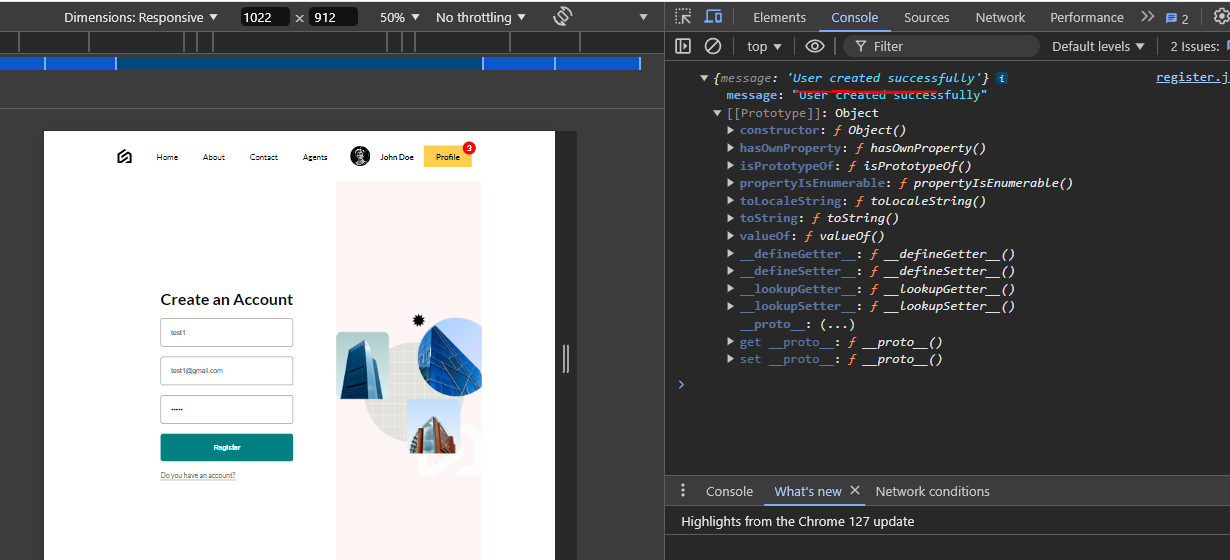 Dimensions: Responsive 1022 × 912 50% No throttling
Elements Console Sources Network Performance 2
top Filter Default levels 2 Issues:
{message: 'User created successfully'} register.j
message: "User created successfully"
[[Prototype]]: Object
constructor: ƒ Object()
hasOwnProperty: ƒ hasOwnProperty()
isPrototypeOf: ƒ isPrototypeOf()
propertyIsEnumerable: ƒ propertyIsEnumerable()
toLocaleString: ƒ toLocaleString()
toString: ƒ toString()
valueOf: ƒ valueOf()
__defineGetter__: ƒ __defineGetter__()
__defineSetter__: ƒ __defineSetter__()
__lookupGetter__: ƒ __lookupGetter__()
__lookupSetter__: ƒ __lookupSetter__()
__proto__: (...)
get __proto__: ƒ __proto__()
set __proto__: ƒ __proto__()
Home About Contact Agents John Doe Profile 3
Create an Account
test1
test1@gmail.com
•••••
Register
Do you have an account?
Console What's new Network conditions
Highlights from the Chrome 127 update